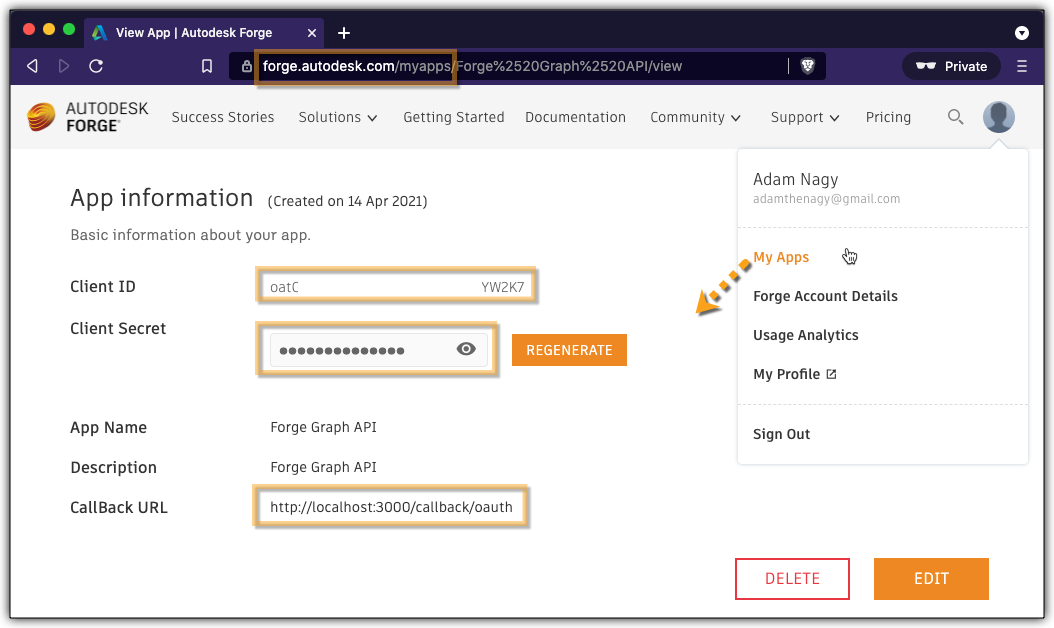 View App | Autodesk Forge
forge.autodesk.com/myapps/Forge%2520Graph%2520API/view
Private
AUTODESK
FORGE
Success Stories
Solutions
Getting Started
Documentation
Community
Support
Pricing
Adam Nagy
adamthenagy@gmail.com
My Apps
Forge Account Details
Usage Analytics
My Profile
Sign Out
App information (Created on 14 Apr 2021)
Basic information about your app.
Client ID oatC YW2K7
Client Secret ●●●●●●●●●●●●●● REGENERATE
App Name Forge Graph API
Description Forge Graph API
CallBack URL http://localhost:3000/callback/oauth
DELETE EDIT